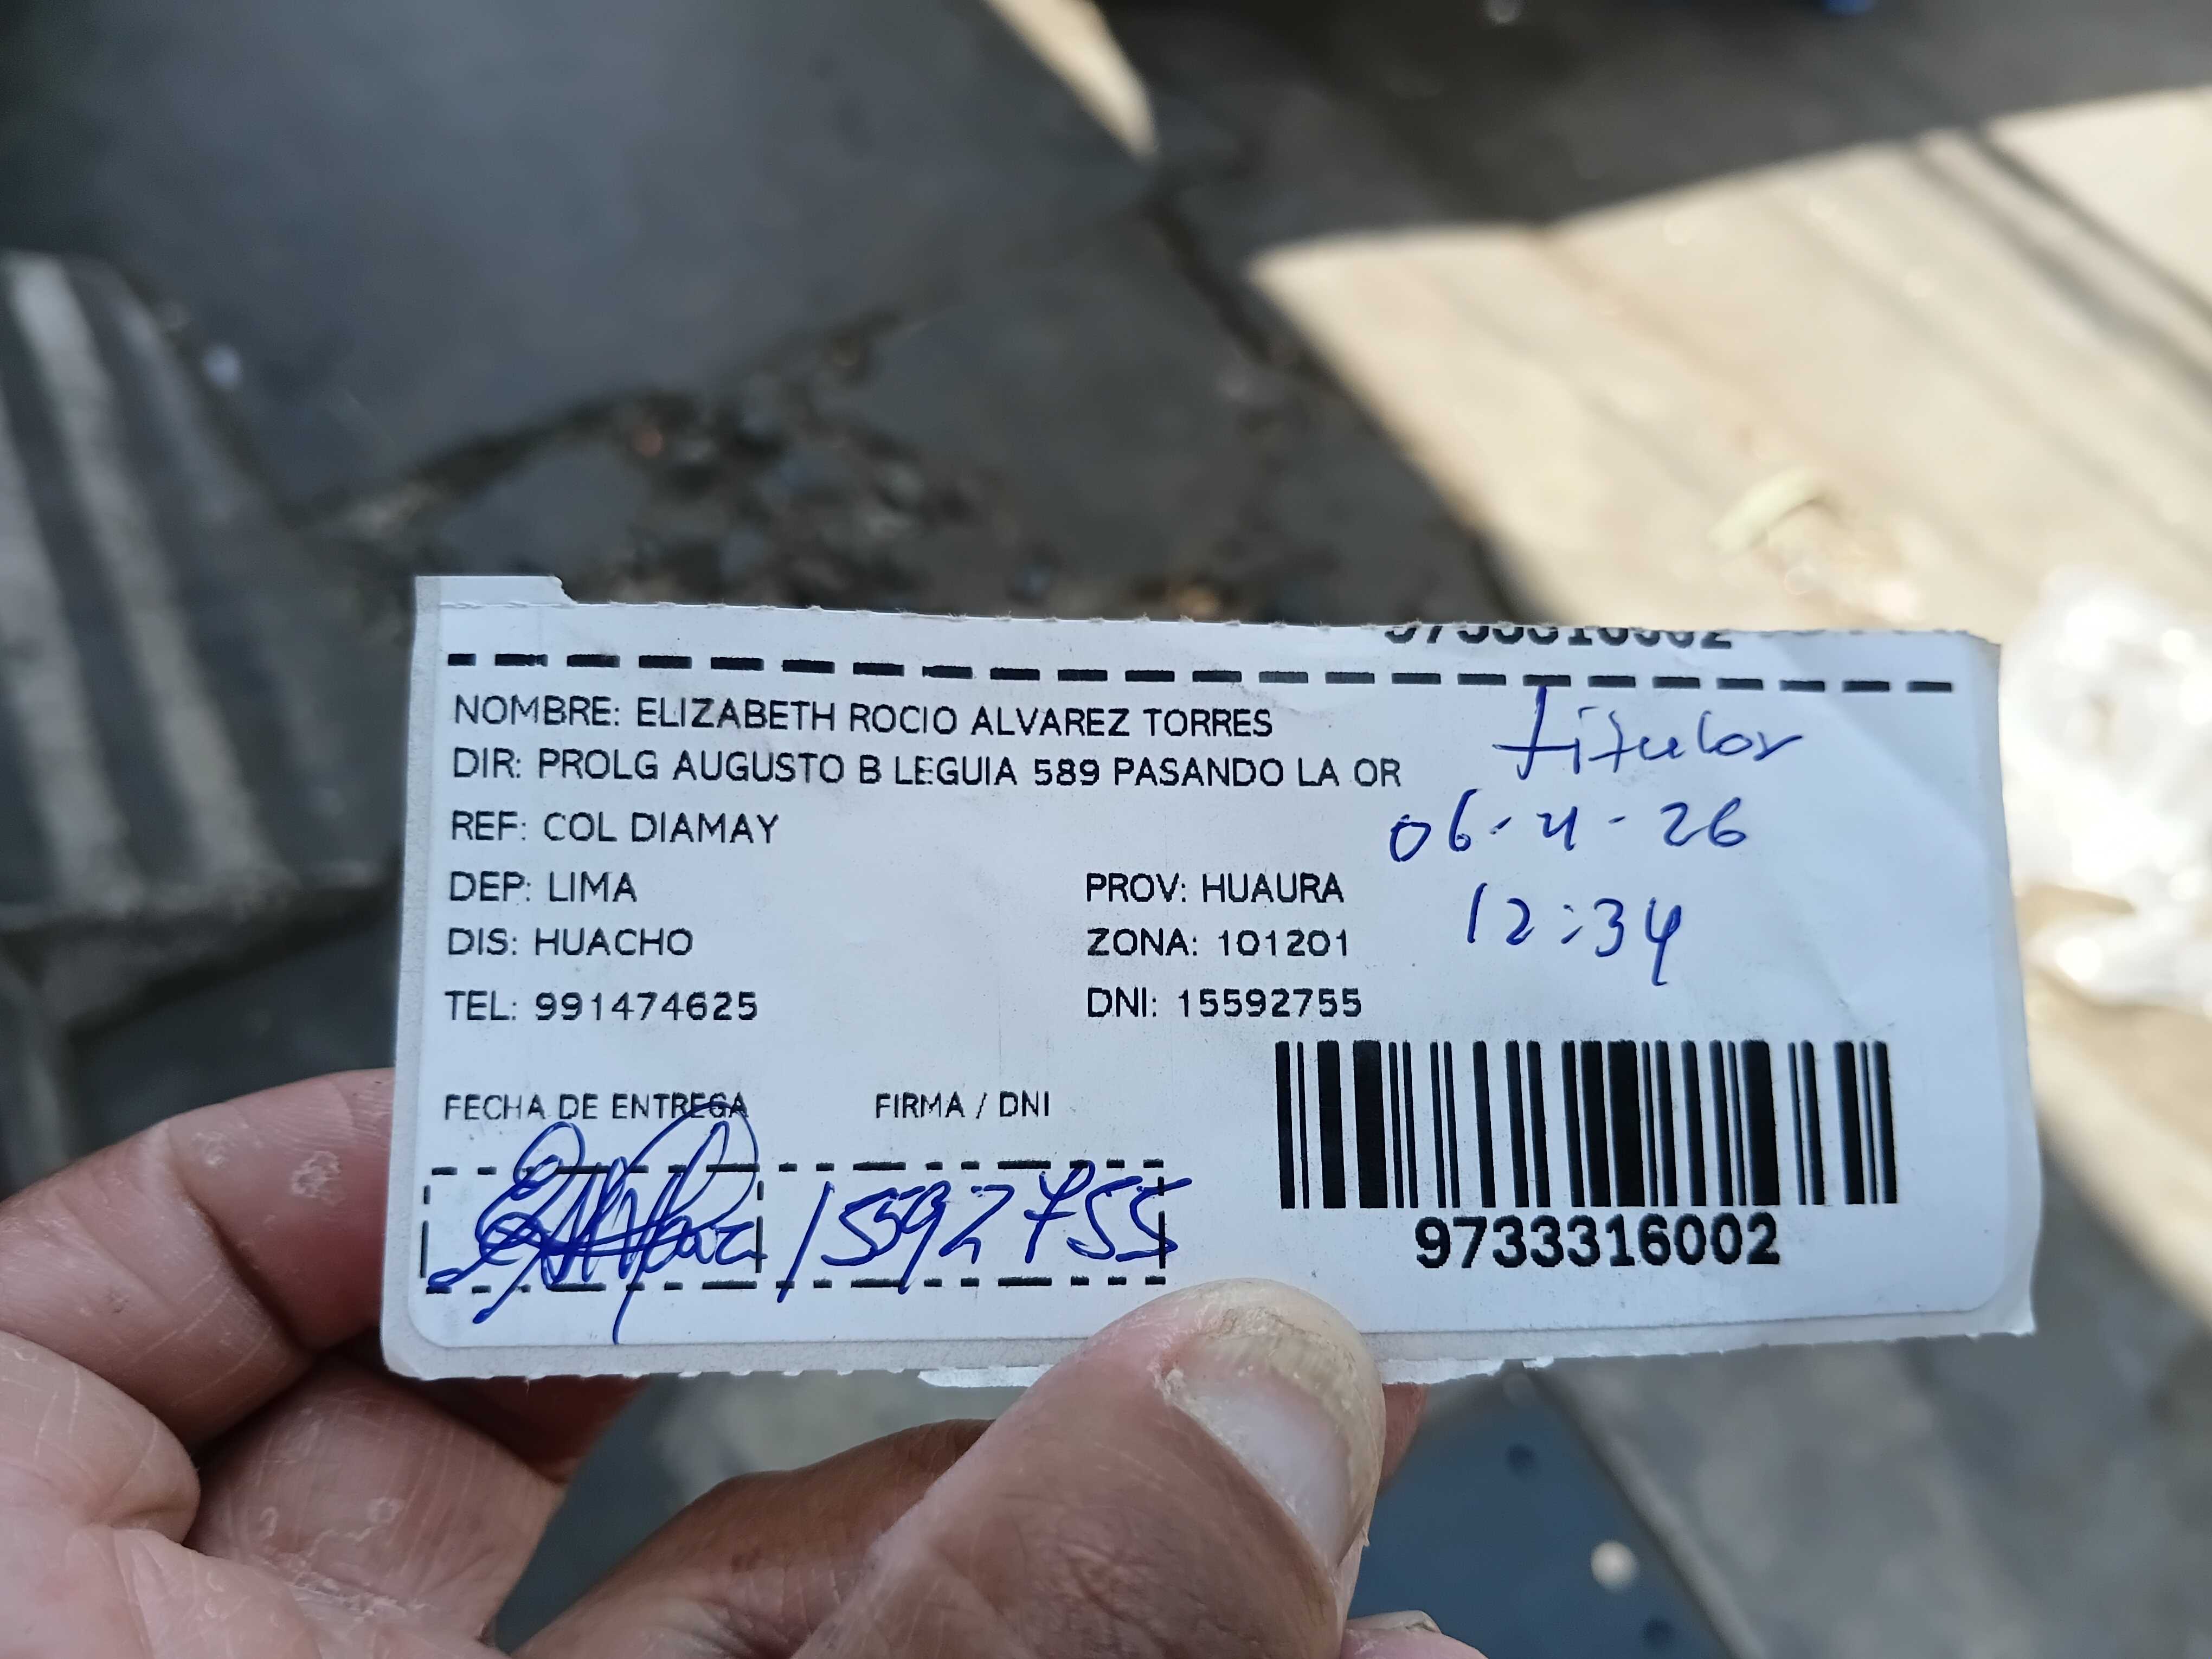 9733316002
NOMBRE: ELIZABETH ROCIO ALVAREZ TORRES
titular
DIR: PROLG AUGUSTO B LEGUIA 589 PASANDO LA OR
REF: COL DIAMAY
06-4-26
DEP: LIMA PROV: HUAURA
12:34
DIS: HUACHO ZONA: 101201
TEL: 991474625 DNI: 15592755
FECHA DE ENTREGA FIRMA / DNI
15592755
9733316002